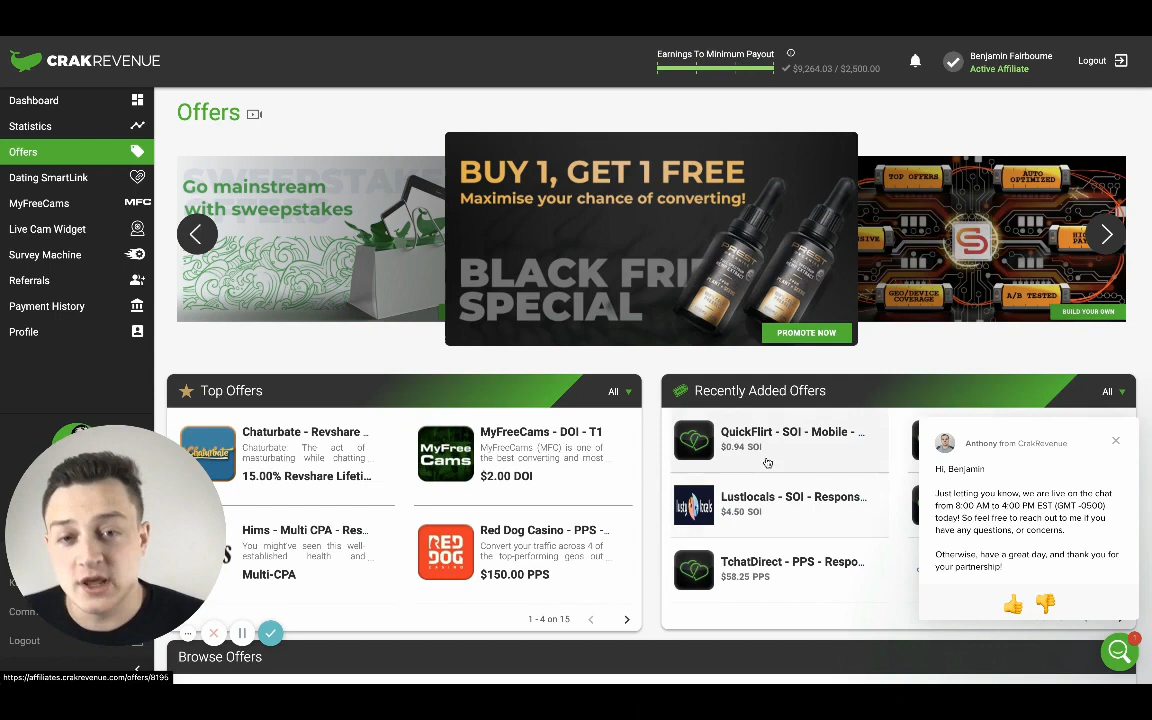 CRAKREVENUE
Earnings To Minimum Payout
$9,264.03 / $2,500.00
Benjamin Fairbourne
Active Affiliate
Logout
Dashboard
Statistics
Offers
Dating SmartLink
MyFreeCams
MFC
Live Cam Widget
Survey Machine
Referrals
Payment History
Profile
Logout
Offers
Go mainstream
with sweepstakes
BUY 1, GET 1 FREE
Maximise your chance of converting!
BLACK FRI
SPECIAL
PROMOTE NOW
TOP OFFERS
AUTO
OPTIMIZED
GEO/DEVICE
COVERAGE
A/B TESTED
BUILD YOUR OWN
Top Offers
All
Chaturbate - Revshare ..
Chaturbate: The act of
masturbating while chatting
15.00% Revshare Lifeti...
MyFree
Cams
MyFreeCams - DOI - T1
MyFreeCams (MFC) is one of
the best converting and most
$2.00 DOI
Hims - Multi CPA - Res...
You might've seen this well-
established health and
Multi-CPA
RED
DOG
CASINO
Red Dog Casino - PPS -..
Convert your traffic across 4 of
the top-performing geos out
$150.00 PPS
1 - 4 on 15
Recently Added Offers
All
QuickFlirt - SOI - Mobile - ...
$0.94 SOI
Lustlocals - SOI - Respons...
$4.50 SOI
TchatDirect - PPS - Respo...
$58.25 PPS
Anthony from CrakRevenue
Hi, Benjamin
Just letting you know, we are live on the chat
from 8:00 AM to 4:00 PM EST (GMT -0500)
today! So feel free to reach out to me if you
have any questions, or concerns.
Otherwise, have a great day, and thank you for
your partnership!
1
Browse Offers
https://affiliates.crakrevenue.com/offers/8195